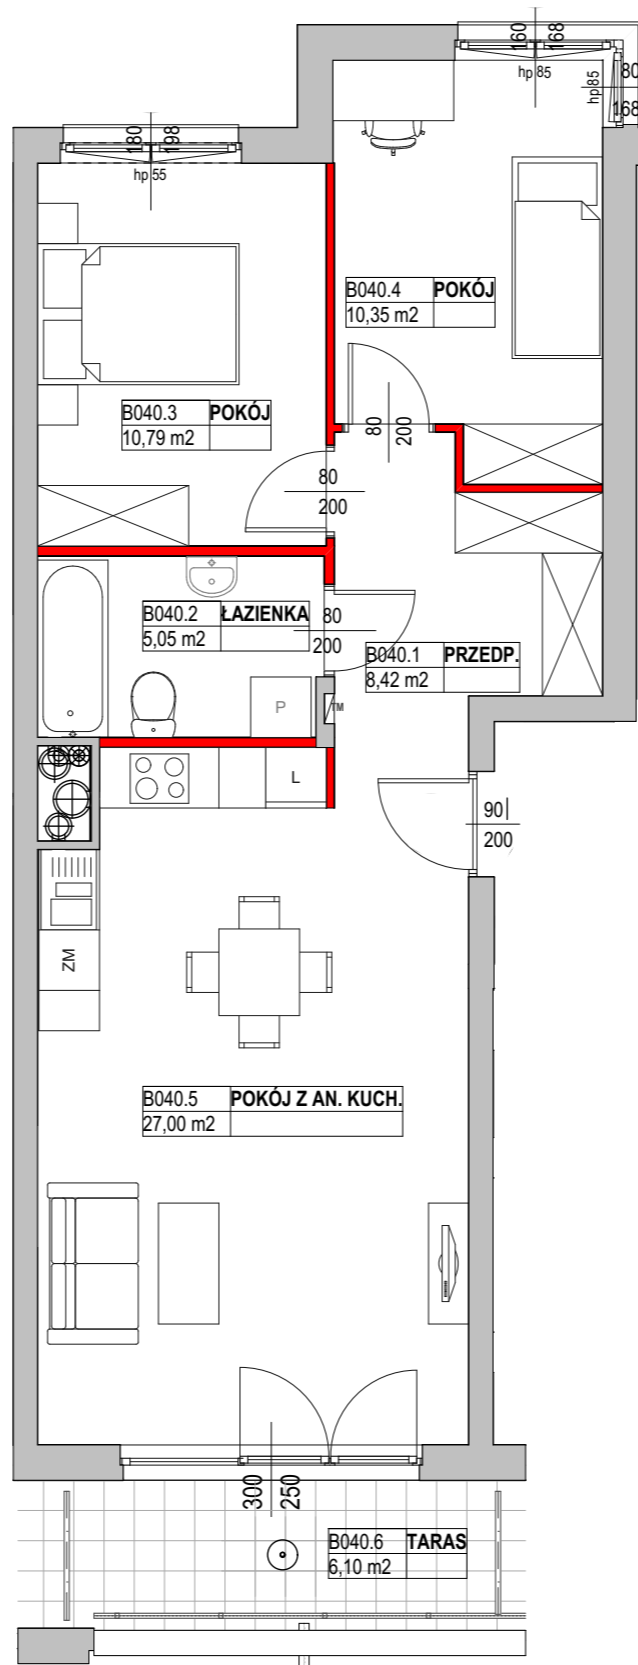 160 168
hp 85
hp 85
80
168
180 198
hp 55
B040.4 POKÓJ
10,35 m2
B040.3 POKÓJ
10,79 m2
80
200
80
200
B040.2 ŁAZIENKA
5,05 m2
80
200
B040.1 PRZEDP.
8,42 m2
P
TM
L
90
200
ZM
B040.5 POKÓJ Z AN. KUCH.
27,00 m2
300 250
B040.6 TARAS
6,10 m2